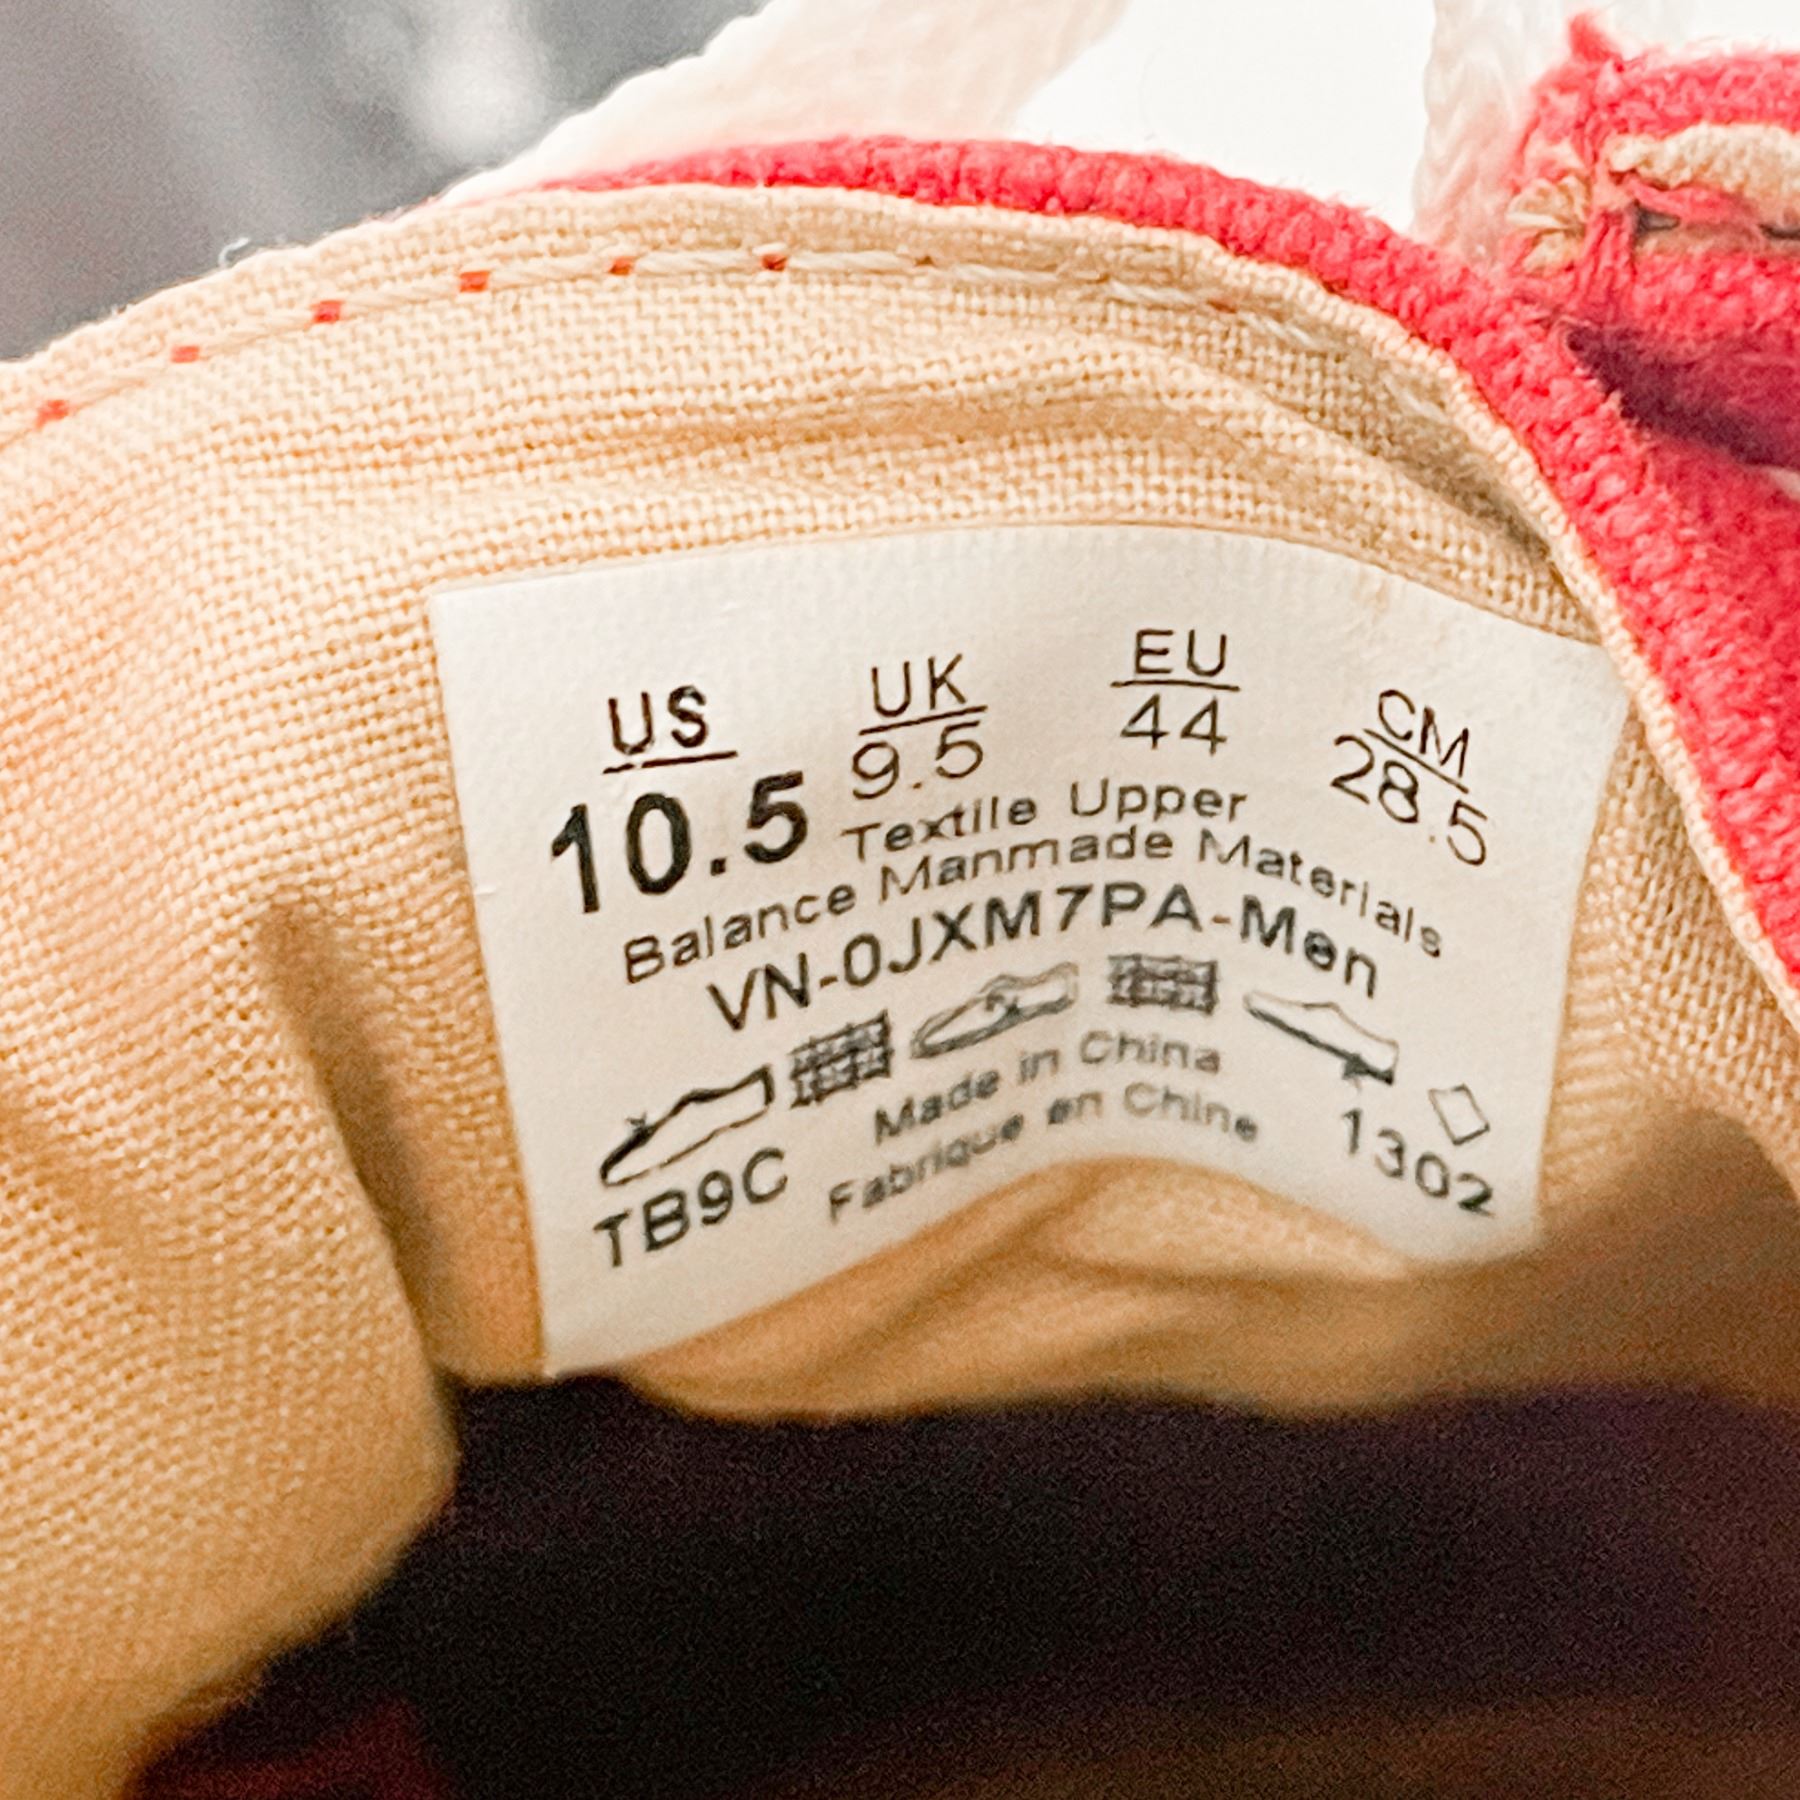 US UK EU CM
10.5 9.5 44 28.5
Textile Upper
Balance Manmade Materials
VN-0JXM7PA-Men
Made in China
TB9C Fabrique en Chine 1302